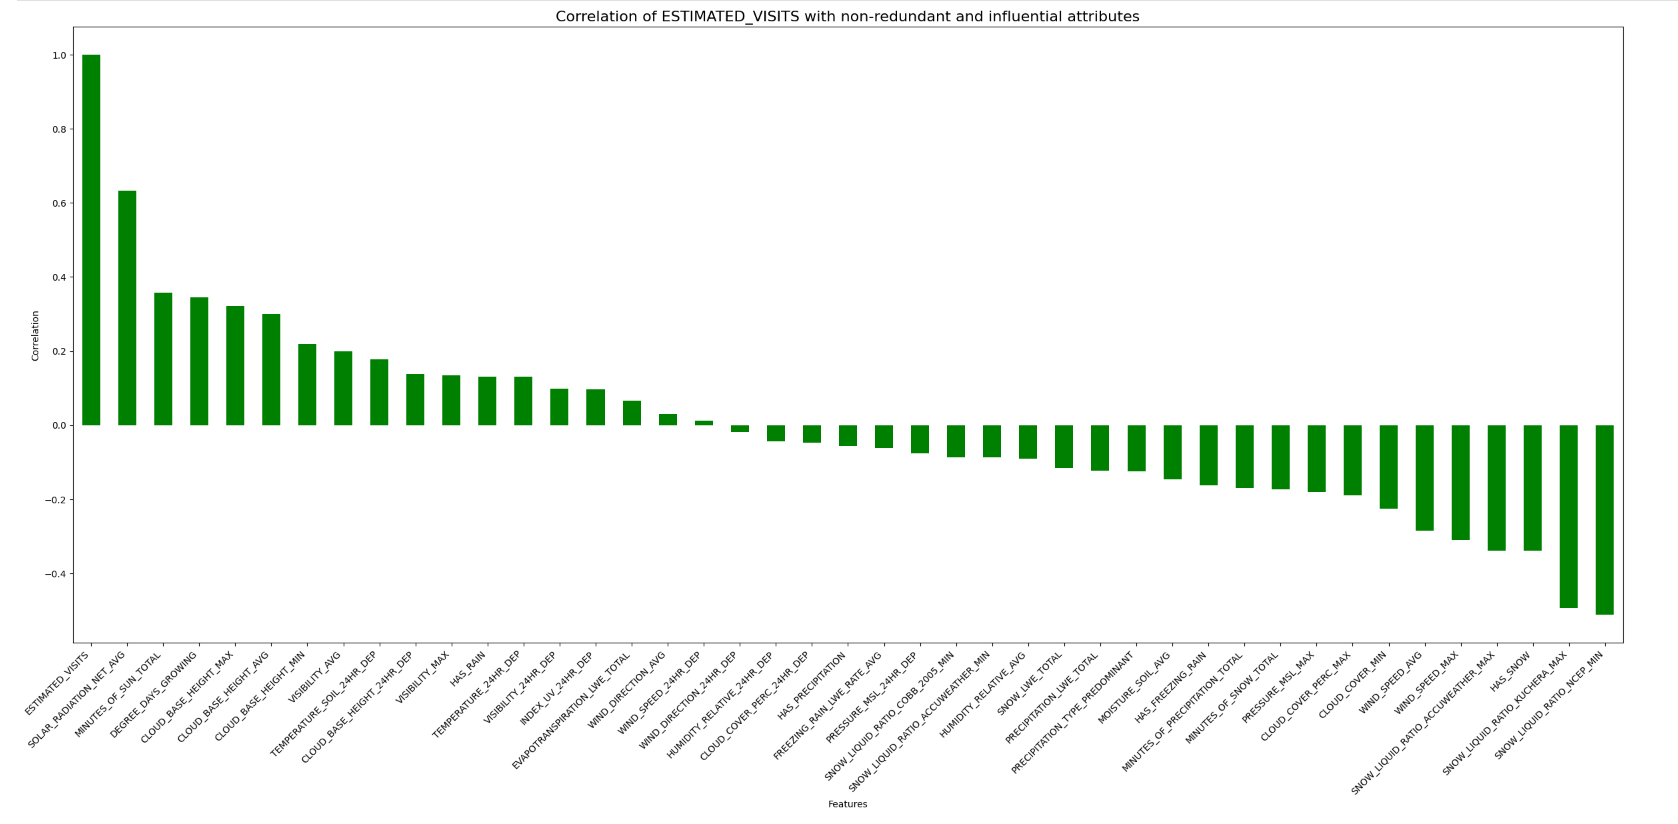 Correlation of ESTIMATED_VISITS with non-redundant and influential attributes
Correlation
1.0
0.8
0.6
0.4
0.2
0.0
−0.2
−0.4
ESTIMATED_VISITS
SOLAR_RADIATION_NET_AVG
MINUTES_OF_SUN_TOTAL
DEGREE_DAYS_GROWING
CLOUD_BASE_HEIGHT_MAX
CLOUD_BASE_HEIGHT_AVG
CLOUD_BASE_HEIGHT_MIN
VISIBILITY_AVG
TEMPERATURE_SOIL_24HR_DEP
CLOUD_BASE_HEIGHT_24HR_DEP
VISIBILITY_MAX
HAS_RAIN
TEMPERATURE_24HR_DEP
VISIBILITY_24HR_DEP
INDEX_UV_24HR_DEP
EVAPOTRANSPIRATION_LWE_TOTAL
WIND_DIRECTION_AVG
WIND_SPEED_24HR_DEP
WIND_DIRECTION_24HR_DEP
HUMIDITY_RELATIVE_24HR_DEP
CLOUD_COVER_PERC_24HR_DEP
HAS_PRECIPITATION
FREEZING_RAIN_LWE_RATE_AVG
PRESSURE_MSL_24HR_DEP
SNOW_LIQUID_RATIO_COBB_2005_MIN
SNOW_LIQUID_RATIO_ACCUWEATHER_MIN
HUMIDITY_RELATIVE_AVG
SNOW_LWE_TOTAL
PRECIPITATION_LWE_TOTAL
PRECIPITATION_TYPE_PREDOMINANT
MOISTURE_SOIL_AVG
HAS_FREEZING_RAIN
MINUTES_OF_PRECIPITATION_TOTAL
MINUTES_OF_SNOW_TOTAL
PRESSURE_MSL_MAX
CLOUD_COVER_PERC_MAX
CLOUD_COVER_MIN
WIND_SPEED_AVG
WIND_SPEED_MAX
SNOW_LIQUID_RATIO_ACCUWEATHER_MAX
HAS_SNOW
SNOW_LIQUID_RATIO_KUCHERA_MAX
SNOW_LIQUID_RATIO_NCEP_MIN
Features